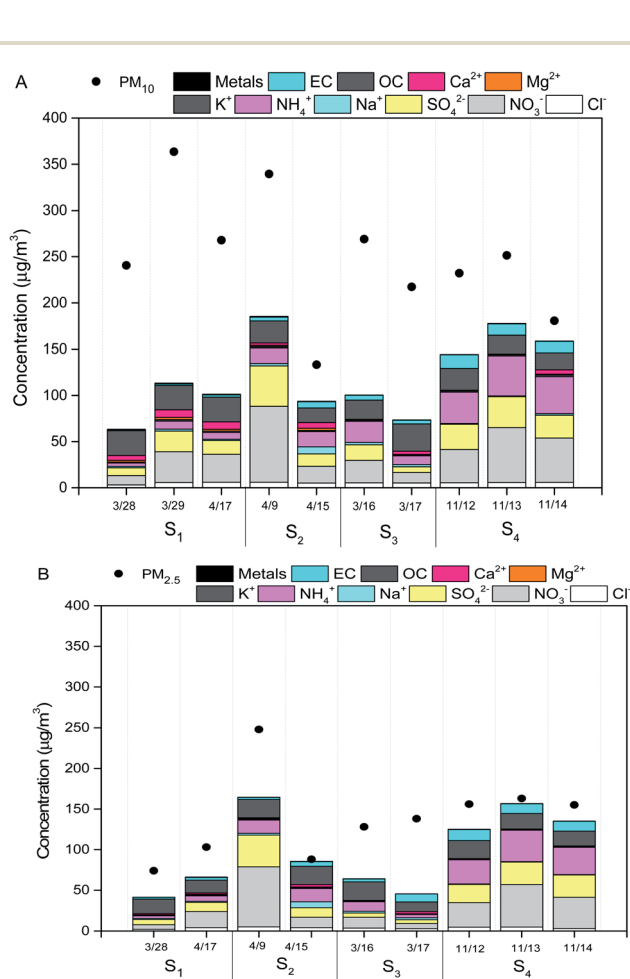 A PM10 Metals EC OC Ca2+ Mg2+
K+ NH4+ Na+ SO42- NO3- Cl-
400
350
300
250
200
150
100
50
0
Concentration (μg/m3)
3/28 3/29 4/17 4/9 4/15 3/16 3/17 11/12 11/13 11/14
S1 S2 S3 S4
B PM2.5 Metals EC OC Ca2+ Mg2+
K+ NH4+ Na+ SO42- NO3- Cl-
400
350
300
250
200
150
100
50
0
Concentration (μg/m3)
3/28 4/17 4/9 4/15 3/16 3/17 11/12 11/13 11/14
S1 S2 S3 S4